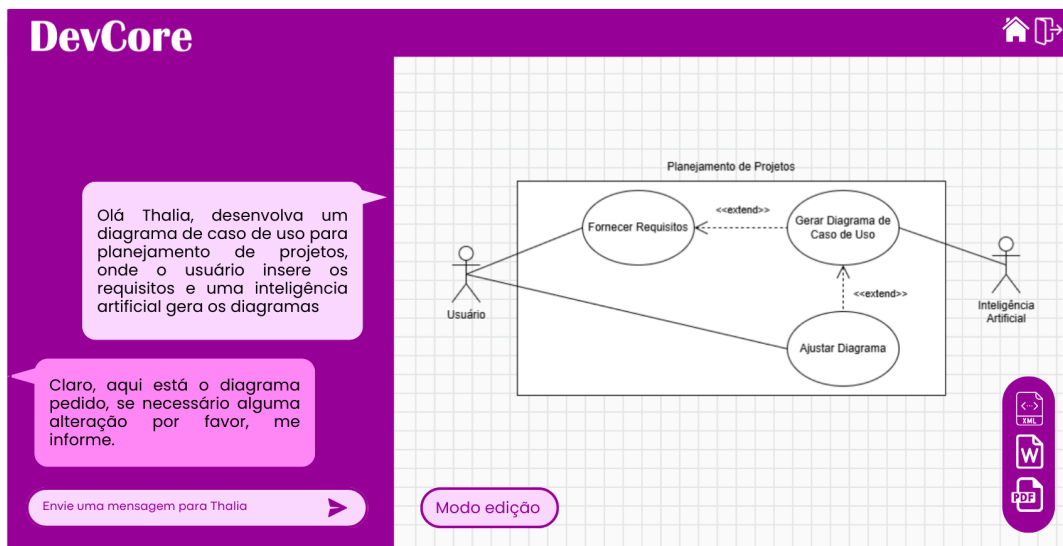 DevCore
Olá Thalia, desenvolva um
diagrama de caso de uso para
planejamento de projetos,
onde o usuário insere os
requisitos e uma inteligência
artificial gera os diagramas
Claro, aqui está o diagrama
pedido, se necessário alguma
alteração por favor, me
informe.
Envie uma mensagem para Thalia
Planejamento de Projetos
Fornecer Requisitos
<<extend>>
Gerar Diagrama de
Caso de Uso
<<extend>>
Ajustar Diagrama
Usuário
Inteligência
Artificial
Modo edição
XML
W
PDF